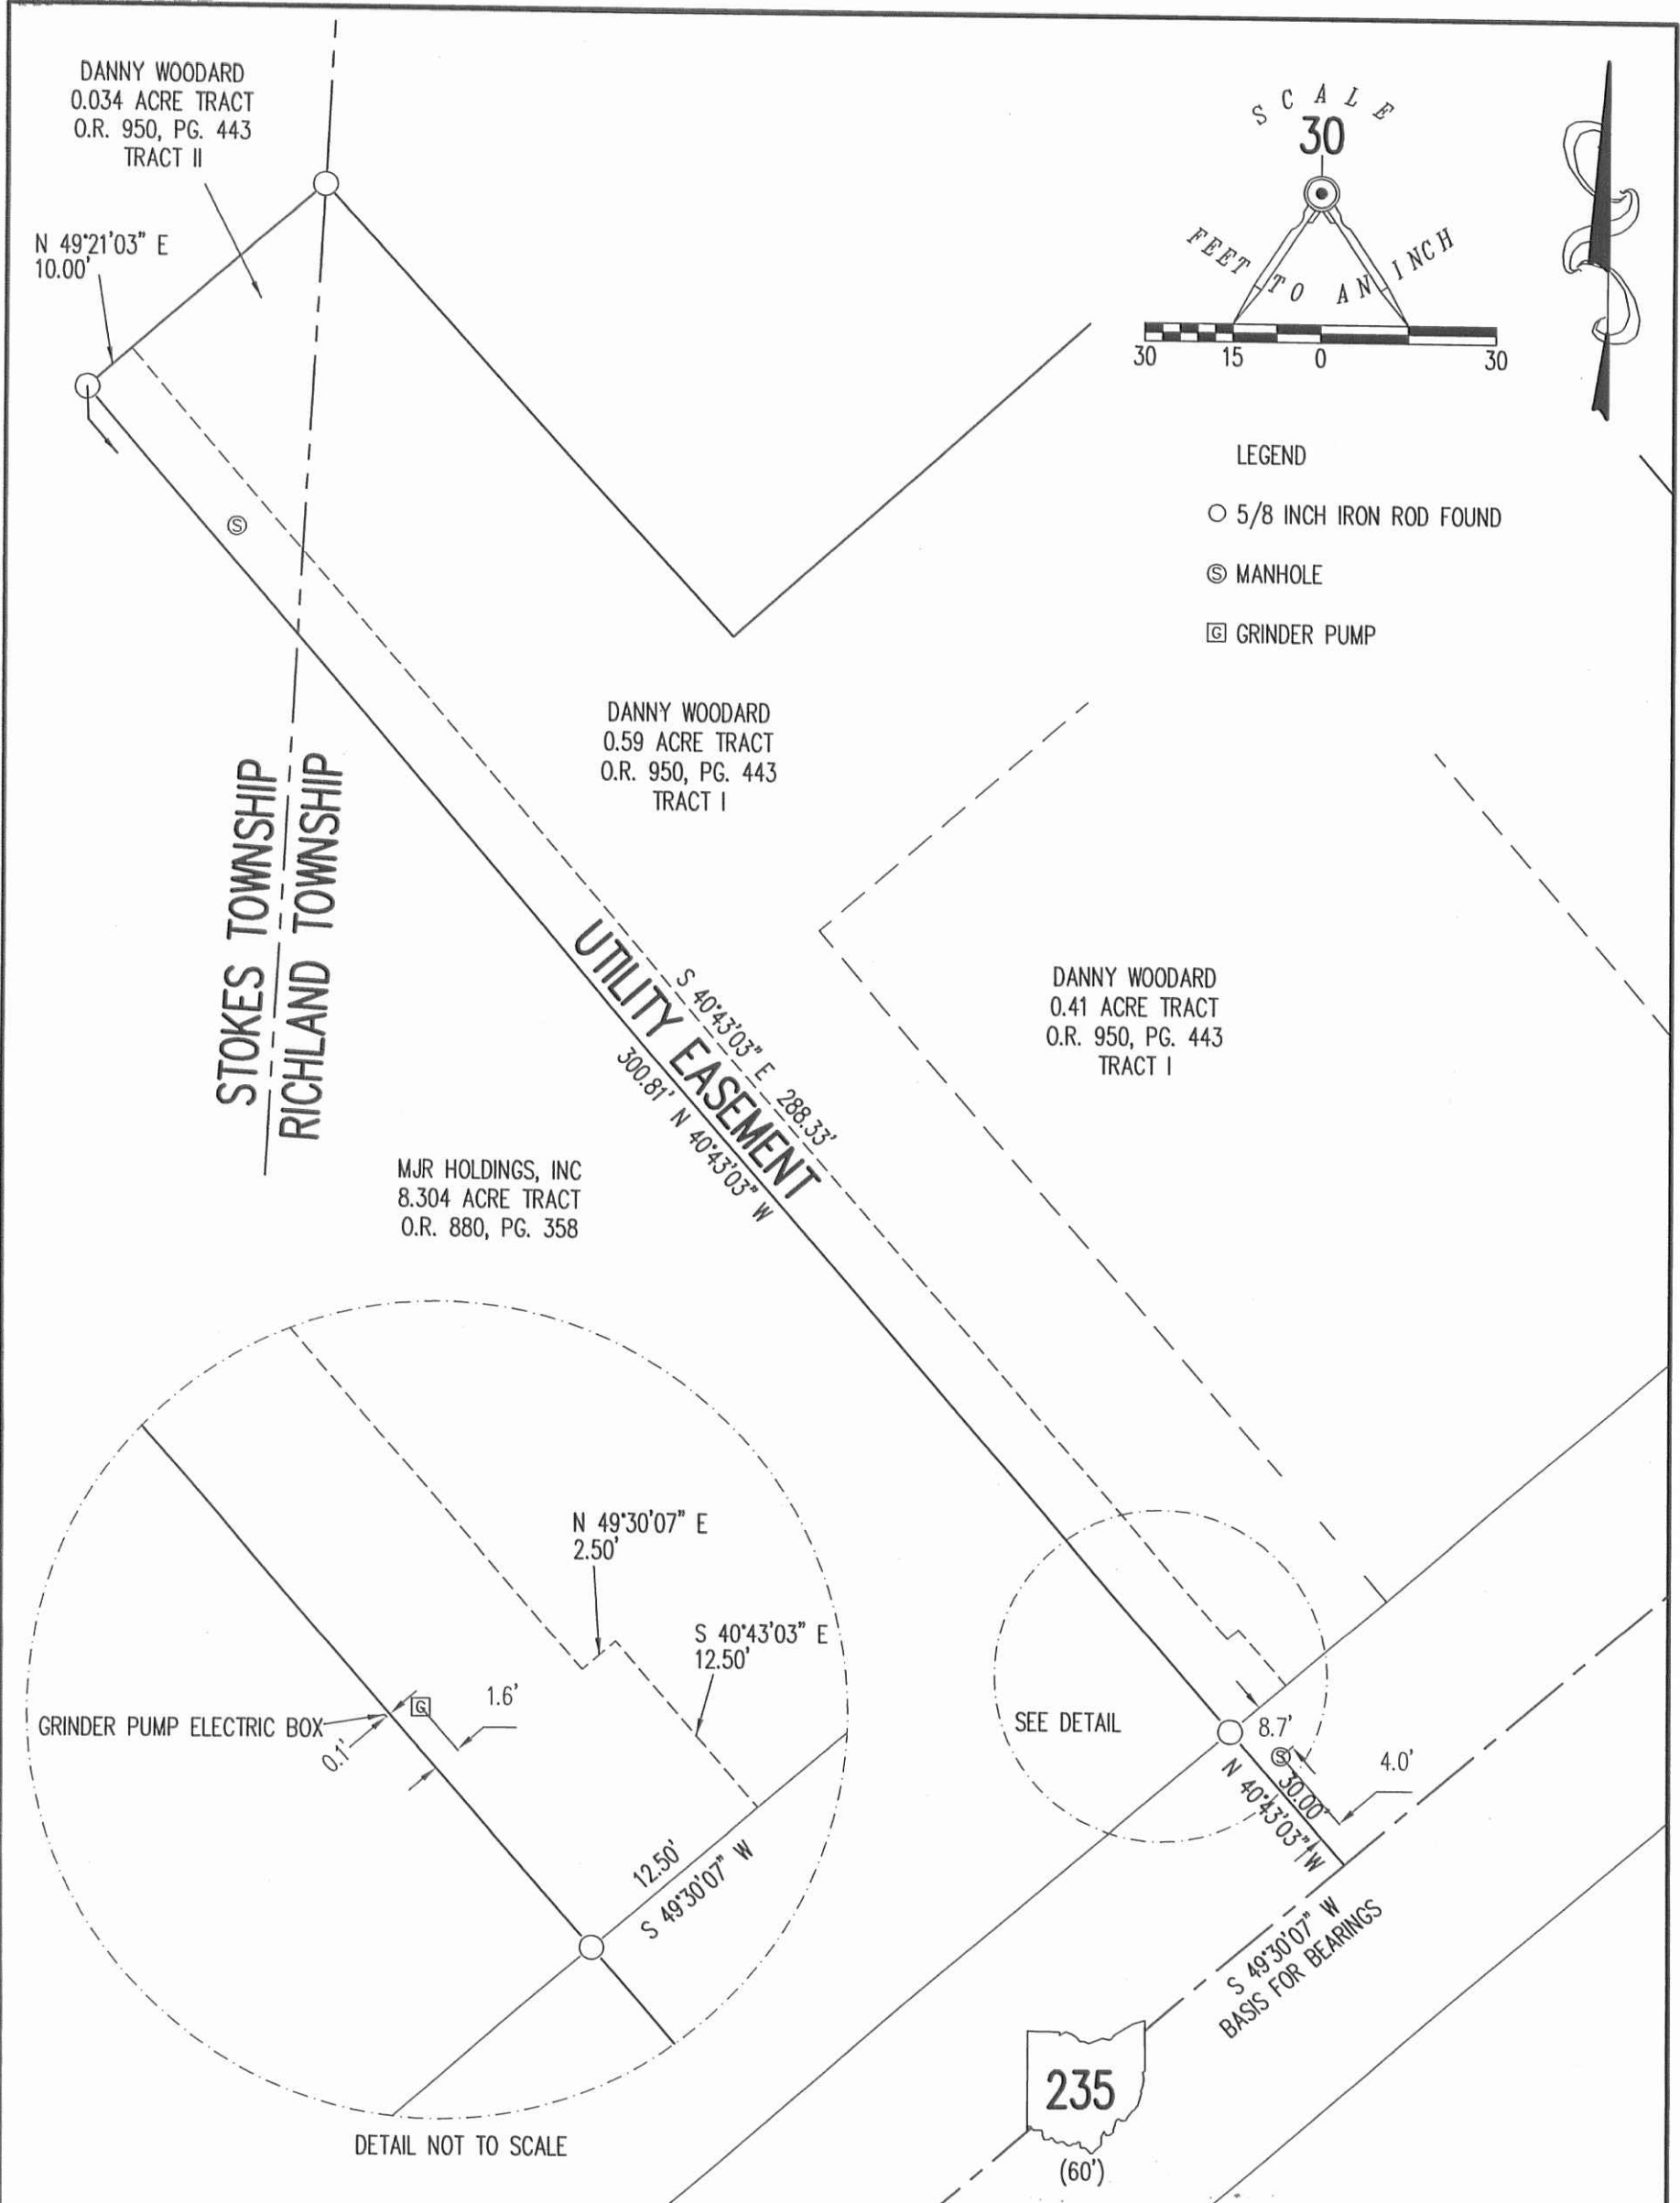 DANNY WOODARD
0.034 ACRE TRACT
O.R. 950, PG. 443
TRACT II
N 49°21'03" E
10.00'
SCALE
30
FEET TO AN INCH
30 15 0 30
LEGEND
5/8 INCH IRON ROD FOUND
S MANHOLE
G GRINDER PUMP
S
DANNY WOODARD
0.59 ACRE TRACT
O.R. 950, PG. 443
TRACT I
STOKES TOWNSHIP
RICHLAND TOWNSHIP
S 40°43'03" E 288.33'
UTILITY EASEMENT
300.81' N 40°43'03" W
DANNY WOODARD
0.41 ACRE TRACT
O.R. 950, PG. 443
TRACT I
MJR HOLDINGS, INC
8.304 ACRE TRACT
O.R. 880, PG. 358
N 49°30'07" E
2.50'
S 40°43'03" E
12.50'
G
1.6'
GRINDER PUMP ELECTRIC BOX
0.1'
12.50'
S 49°30'07" W
DETAIL NOT TO SCALE
SEE DETAIL
8.7'
S
4.0'
30.00'
N 40°43'03" W
S 49°30'07" W
BASIS FOR BEARINGS
235
(60')